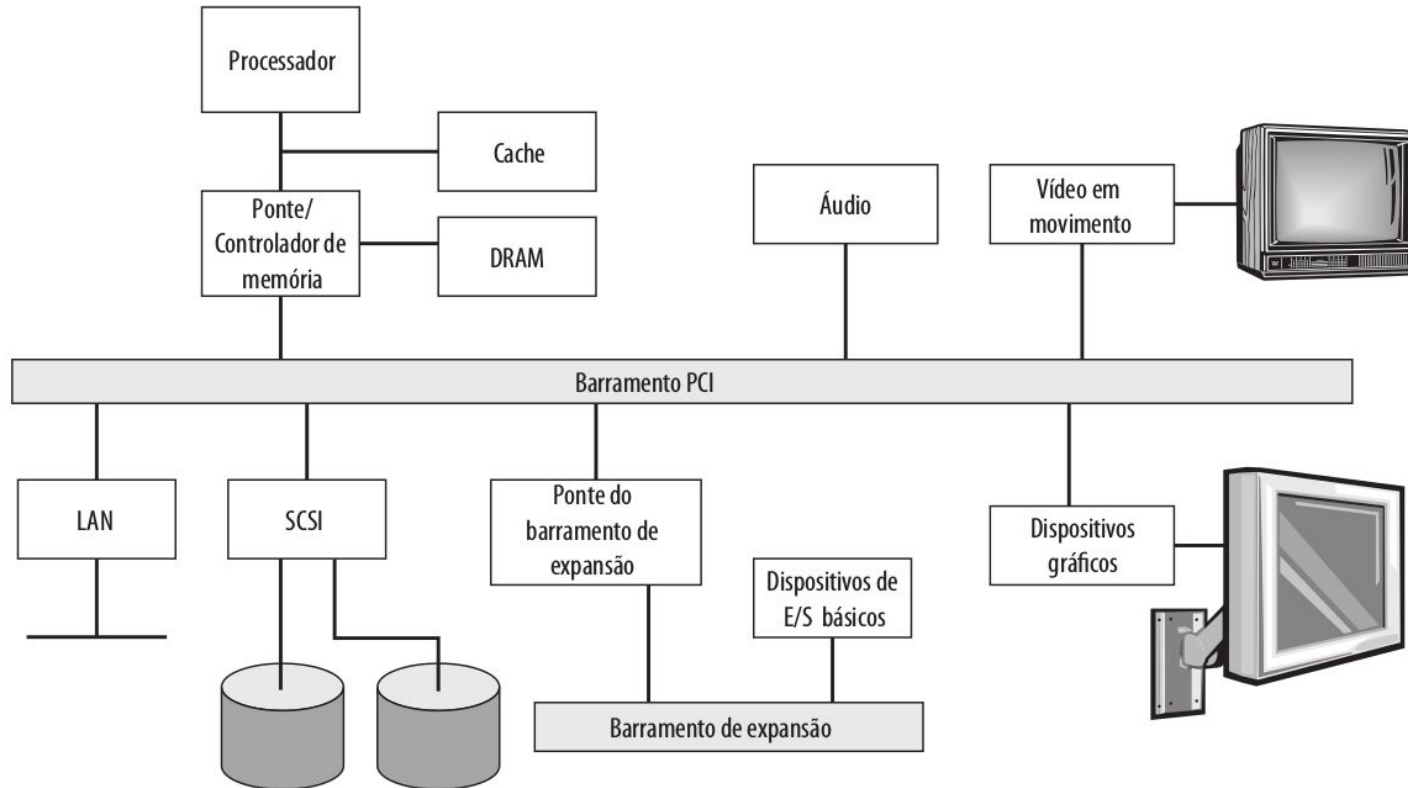 Processador
Cache
Ponte/
Controlador de
memória
DRAM
Áudio
Vídeo em
movimento
Barramento PCI
LAN
SCSI
Ponte do
barramento de
expansão
Dispositivos de
E/S básicos
Dispositivos
gráficos
Barramento de expansão